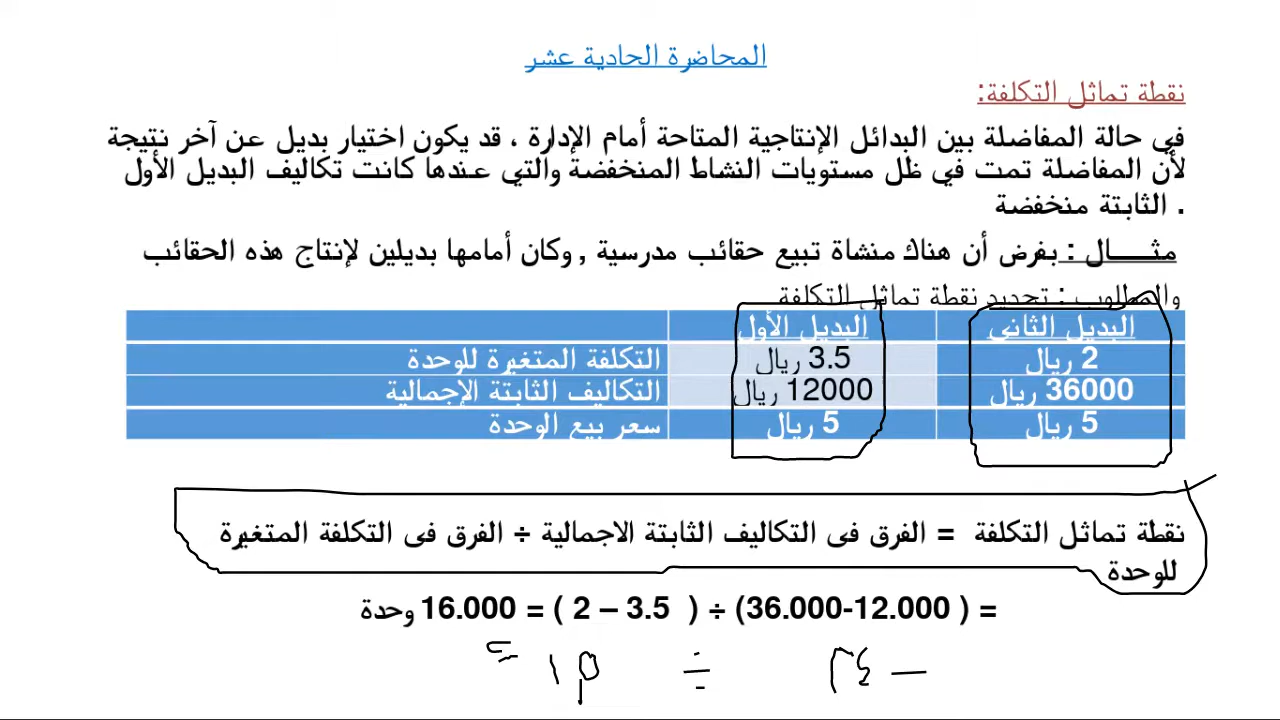 المحاضرة الحادية عشر
نقطة تماثل التكلفة:
في حالة المفاضلة بين البدائل الإنتاجية المتاحة أمام الإدارة ، قد يكون اختيار بديل عن آخر نتيجة
لأن المفاضلة تمت في ظل مستويات النشاط المنخفضة والتي عندها كانت تكاليف البديل الأول
الثابتة منخفضة .
مثــــال : بفرض أن هناك منشاة تبيع حقائب مدرسية , وكان أمامها بديلين لإنتاج هذه الحقائب
والمطلوب : تحديد نقطة تماثل التكلفة
البديل الثاني البديل الأول
2 ريال 3.5 ريال التكلفة المتغيرة للوحدة
36000 ريال 12000 ريال التكاليف الثابتة الإجمالية
5 ريال 5 ريال سعر بيع الوحدة
نقطة تماثل التكلفة = الفرق فى التكاليف الثابتة الاجمالية ÷ الفرق فى التكلفة المتغيرة
للوحدة
= ( 36.000-12.000) ÷ ( 3.5 – 2 ) = 16.000 وحدة